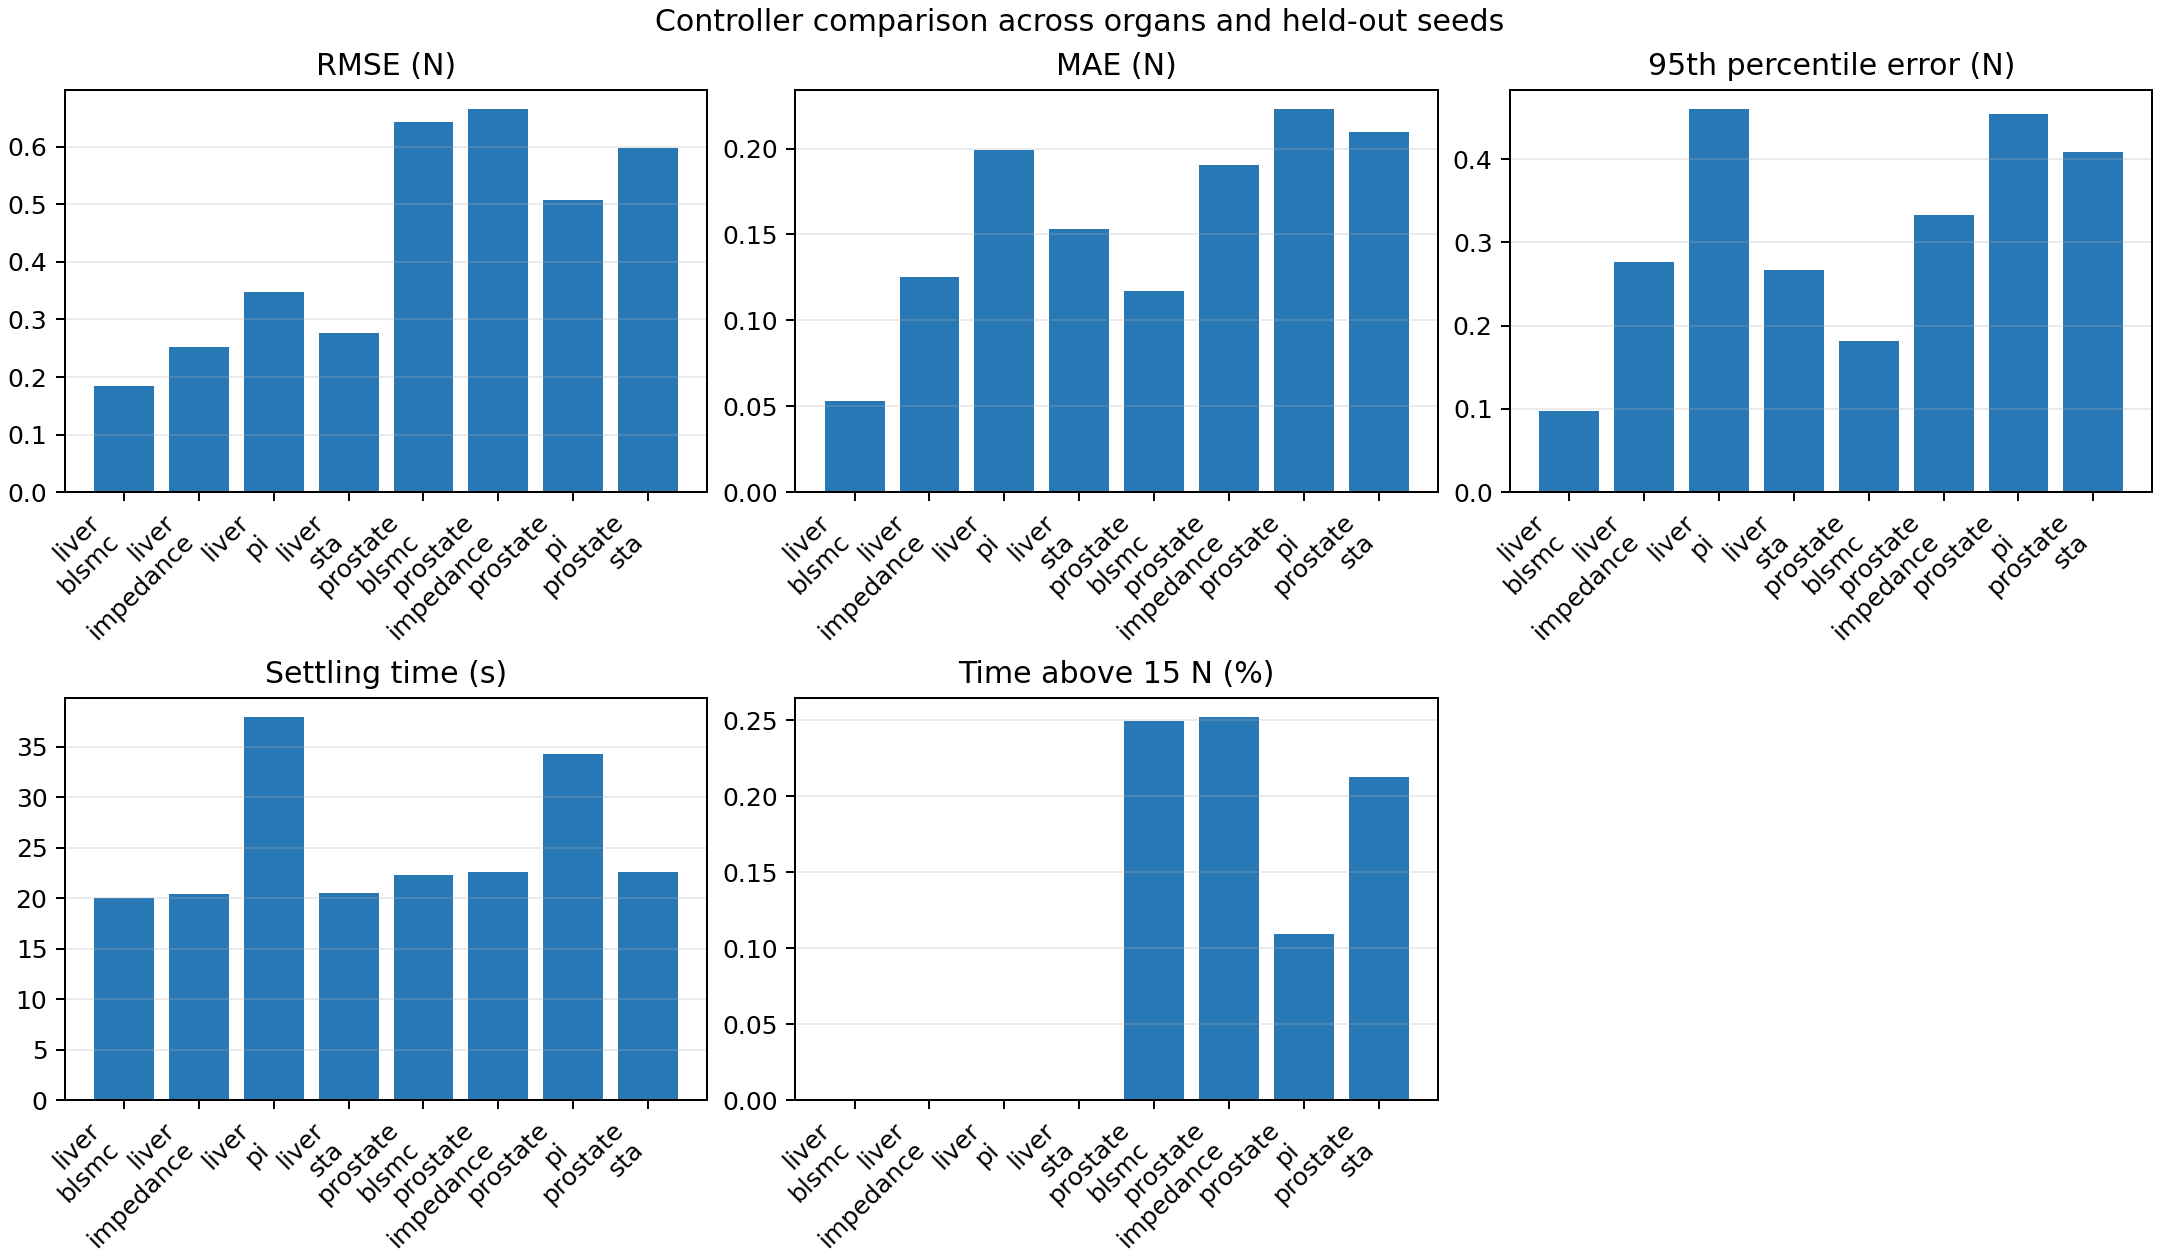 Controller comparison across organs and held-out seeds
RMSE (N)
0.6
0.5
0.4
0.3
0.2
0.1
0.0
liver
blsmc
liver
impedance
liver
pi
liver
sta
prostate
blsmc
prostate
impedance
prostate
pi
prostate
sta
MAE (N)
0.20
0.15
0.10
0.05
0.00
liver
blsmc
liver
impedance
liver
pi
liver
sta
prostate
blsmc
prostate
impedance
prostate
pi
prostate
sta
95th percentile error (N)
0.4
0.3
0.2
0.1
0.0
liver
blsmc
liver
impedance
liver
pi
liver
sta
prostate
blsmc
prostate
impedance
prostate
pi
prostate
sta
Settling time (s)
35
30
25
20
15
10
5
0
liver
blsmc
liver
impedance
liver
pi
liver
sta
prostate
blsmc
prostate
impedance
prostate
pi
prostate
sta
Time above 15 N (%)
0.25
0.20
0.15
0.10
0.05
0.00
liver
blsmc
liver
impedance
liver
pi
liver
sta
prostate
blsmc
prostate
impedance
prostate
pi
prostate
sta